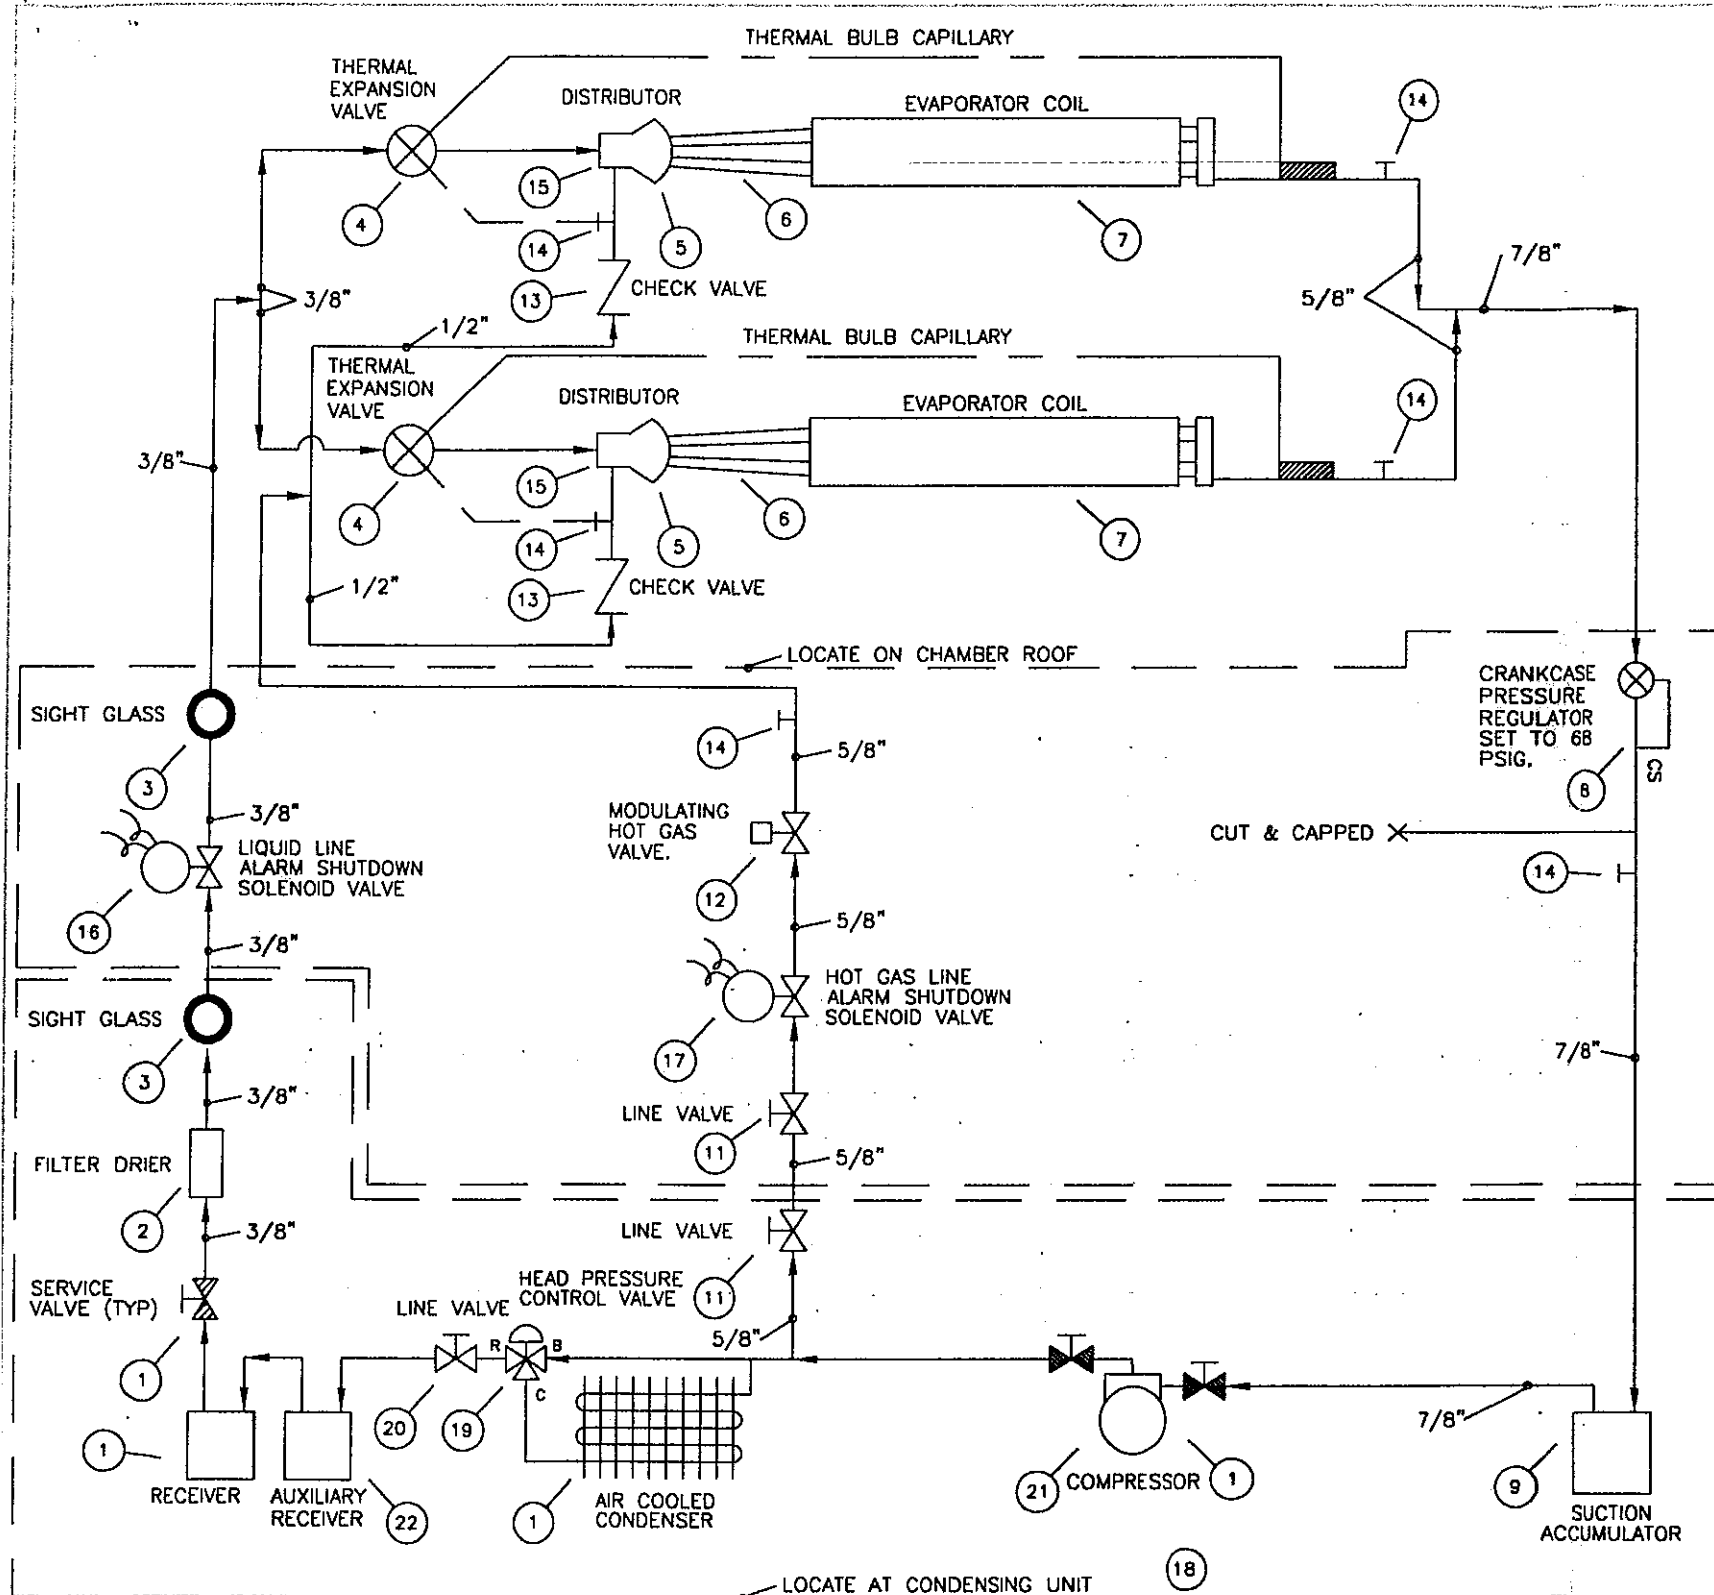 THERMAL BULB CAPILLARY
THERMAL
EXPANSION
VALVE
DISTRIBUTOR
EVAPORATOR COIL
14
15
4
14
5
6
7
13
CHECK VALVE
3/8"
1/2"
5/8"
7/8"
THERMAL BULB CAPILLARY
THERMAL
EXPANSION
VALVE
DISTRIBUTOR
EVAPORATOR COIL
14
3/8"
15
4
14
5
6
7
13
CHECK VALVE
1/2"
LOCATE ON CHAMBER ROOF
SIGHT GLASS
3
3/8"
LIQUID LINE
ALARM SHUTDOWN
SOLENOID VALVE
16
3/8"
14
5/8"
MODULATING
HOT GAS
VALVE.
12
5/8"
HOT GAS LINE
ALARM SHUTDOWN
SOLENOID VALVE
17
LINE VALVE
11
5/8"
CRANKCASE
PRESSURE
REGULATOR
SET TO 68
PSIG.
8
CS
CUT & CAPPED
14
7/8"
SIGHT GLASS
3
3/8"
FILTER DRIER
2
3/8"
SERVICE
VALVE (TYP)
1
LINE VALVE
11
HEAD PRESSURE
CONTROL VALVE
LINE VALVE
5/8"
R
B
C
20
19
1
RECEIVER
AUXILIARY
RECEIVER
22
1
AIR COOLED
CONDENSER
21
COMPRESSOR
1
7/8"
9
SUCTION
ACCUMULATOR
18
LOCATE AT CONDENSING UNIT